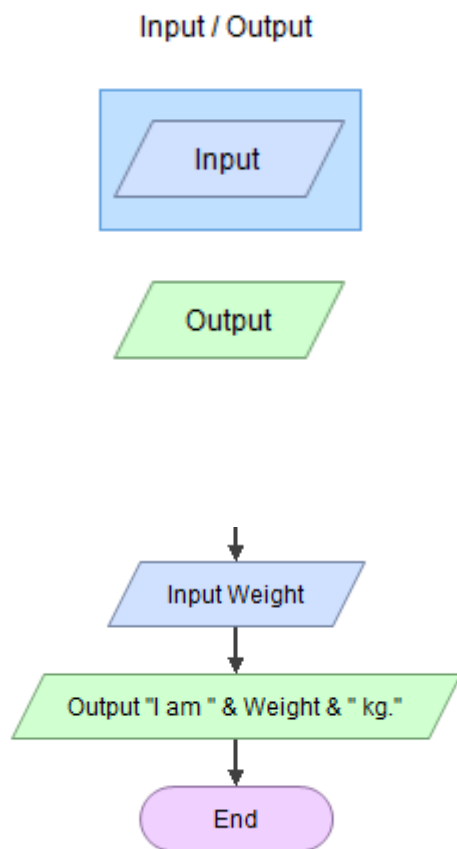 Input / Output
Input
Output
Input Weight
Output "I am " & Weight & " kg."
End